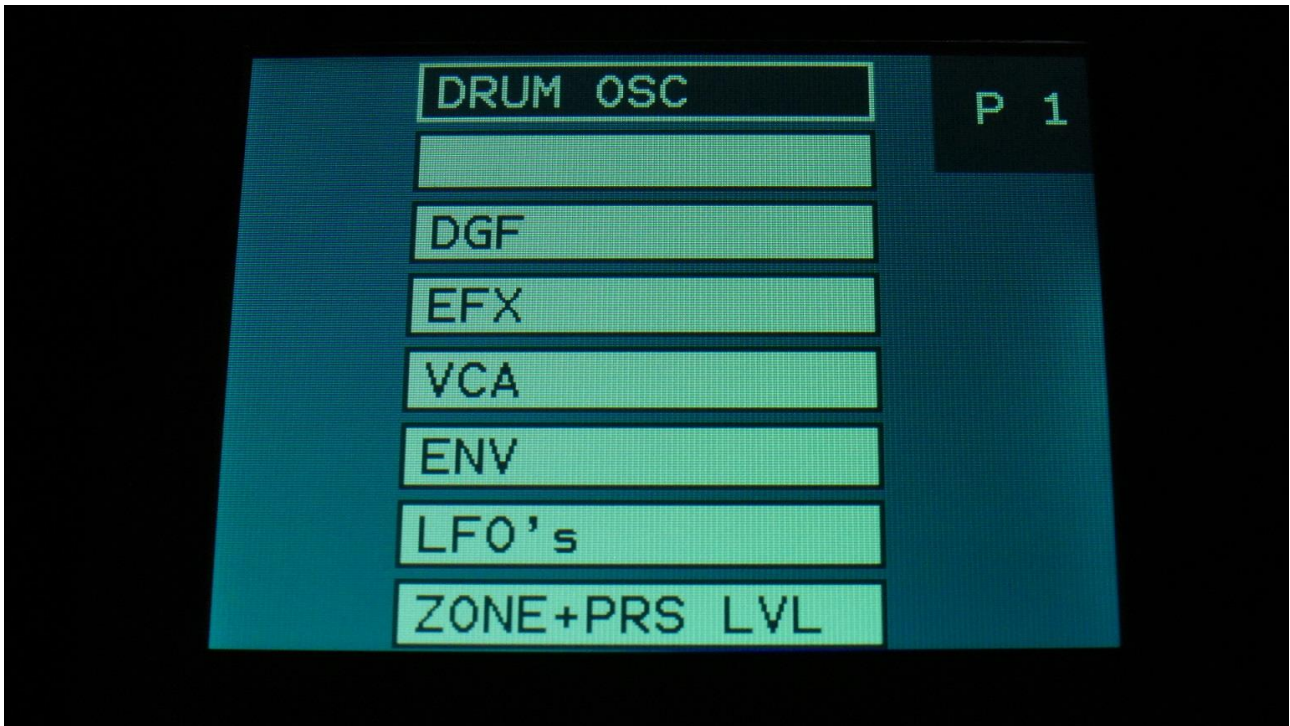 DRUM OSC
P 1
DGF
EFX
VCA
ENV
LFO's
ZONE+PRS LVL